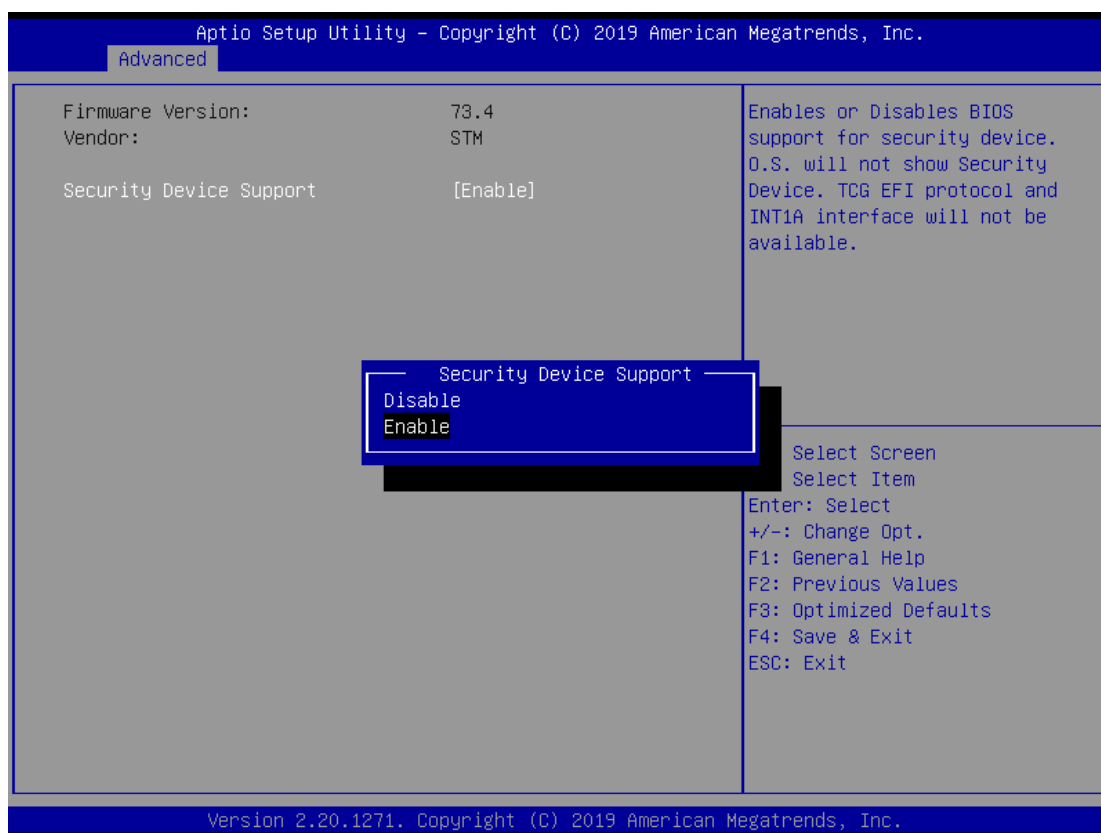 Aptio Setup Utility – Copyright (C) 2019 American Megatrends, Inc.
Advanced
Firmware Version: 73.4
Vendor: STM
Security Device Support [Enable]
Enables or Disables BIOS
support for security device.
O.S. will not show Security
Device. TCG EFI protocol and
INT1A interface will not be
available.
Security Device Support
Disable
Enable
Select Screen
Select Item
Enter: Select
+/-: Change Opt.
F1: General Help
F2: Previous Values
F3: Optimized Defaults
F4: Save & Exit
ESC: Exit
Version 2.20.1271. Copyright (C) 2019 American Megatrends, Inc.